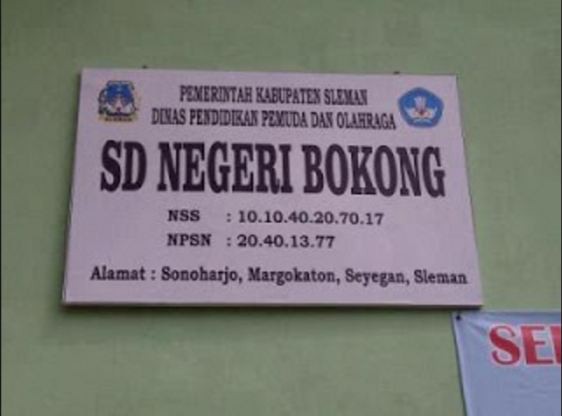 PEMERINTAH KABUPATEN SLEMAN
DINAS PENDIDIKAN PEMUDA DAN OLAHRAGA
SD NEGERI BOKONG
NSS : 10.10.40.20.70.17
NPSN : 20.40.13.77
Alamat : Sonoharjo, Margokaton, Seyegan, Sleman